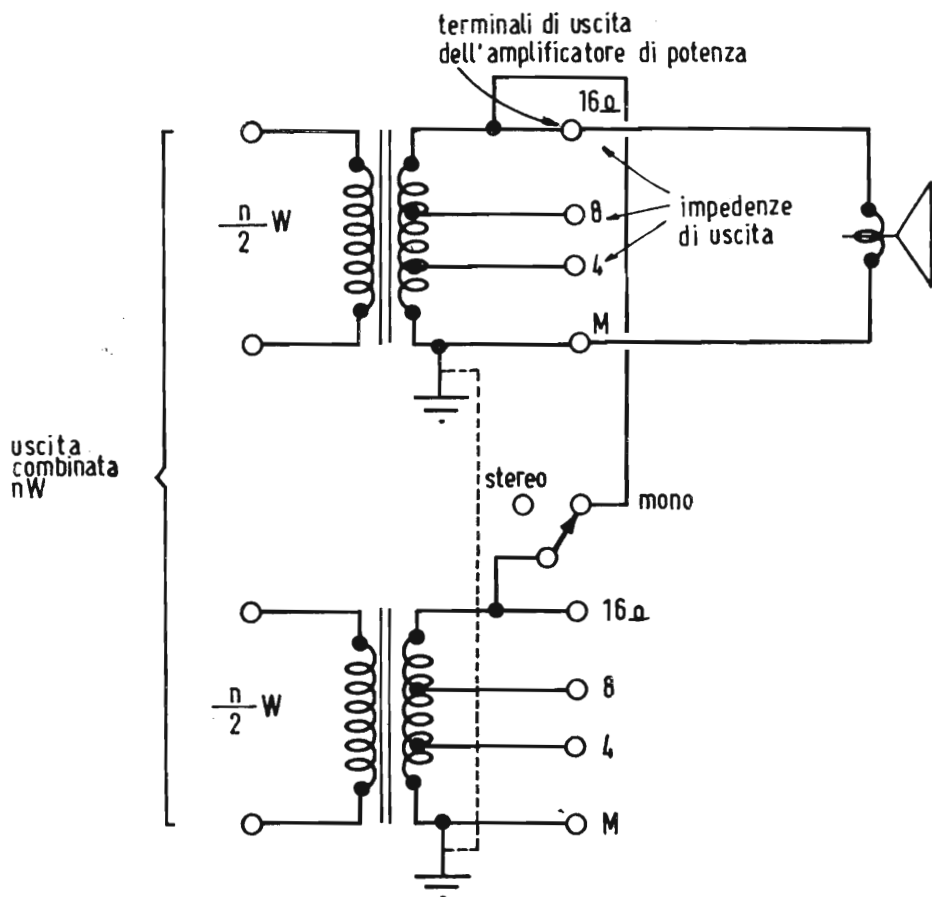 terminali di uscita
dell'amplificatore di potenza
16Ω
n/2 W
8
impedenze
di uscita
4
M
uscita
combinata
nW
stereo
mono
16Ω
n/2 W
8
4
M